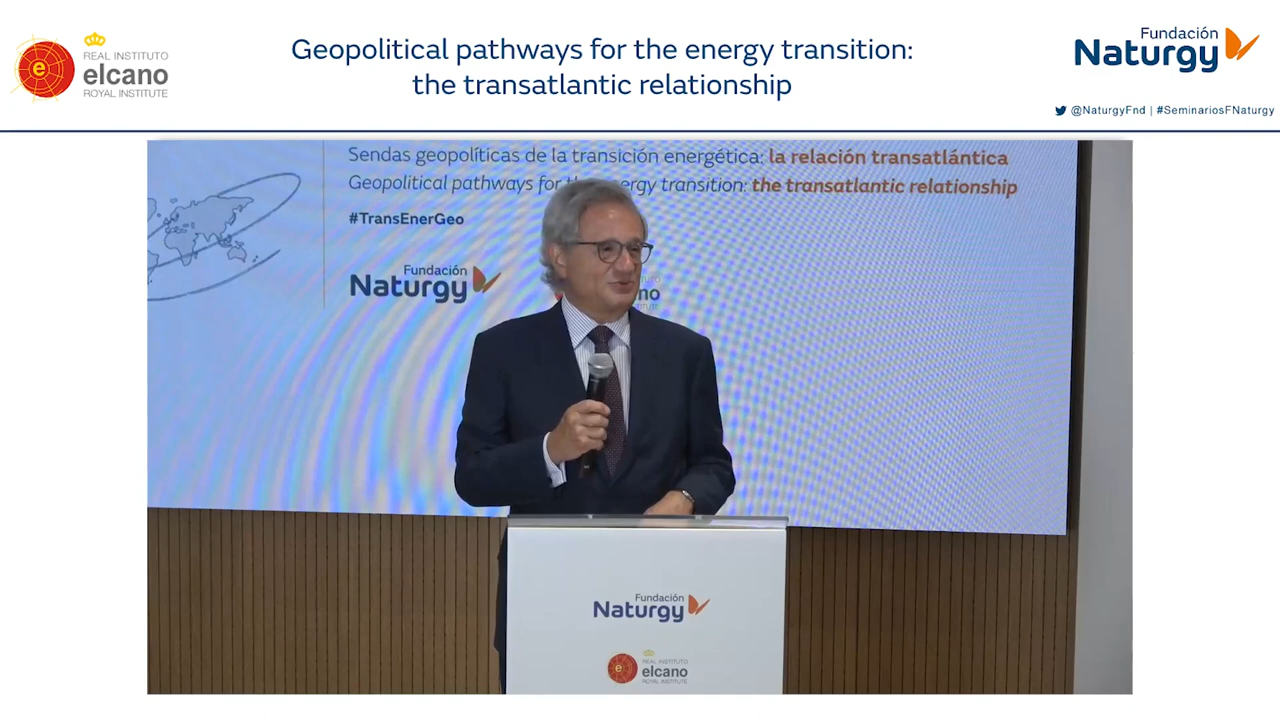 REAL INSTITUTO
elcano
ROYAL INSTITUTE
Geopolitical pathways for the energy transition:
the transatlantic relationship
Fundación
Naturgy
@NaturgyFnd | #SeminariosFNaturgy
Sendas geopolíticas de la transición energética: la relación transatlántica
Geopolitical pathways for energy transition: the transatlantic relationship
#TransEnerGeo
Fundación
Naturgy
Fundación
Naturgy
REAL INSTITUTO
elcano
ROYAL INSTITUTE